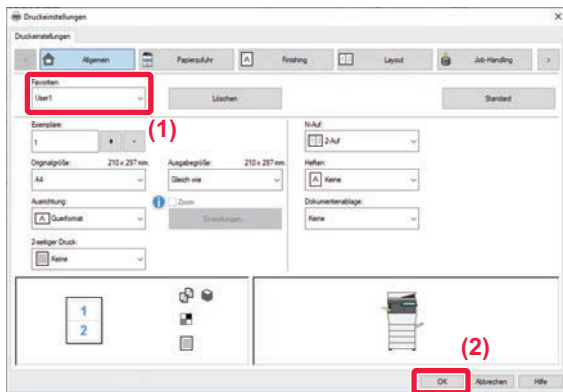 Druckeinstellungen
Druckeinstellungen
Allgemein Papierzufuhr A Finishing Layout Job-Handling
Favoriten:
User1 Löschen Standard
(1)
Exemplare: N-Auf:
1 + - 2-Auf
Originalgröße: 210 x 297 mm. Ausgabegröße: 210 x 297 mm. Heften:
A4 Gleich wie A Keine
Ausrichtung: Zoom Dokumentenablage:
A Querformat Einstellungen... Keine
2-seitiger Druck:
Keine
1
2
(2)
OK Abbrechen Hilfe